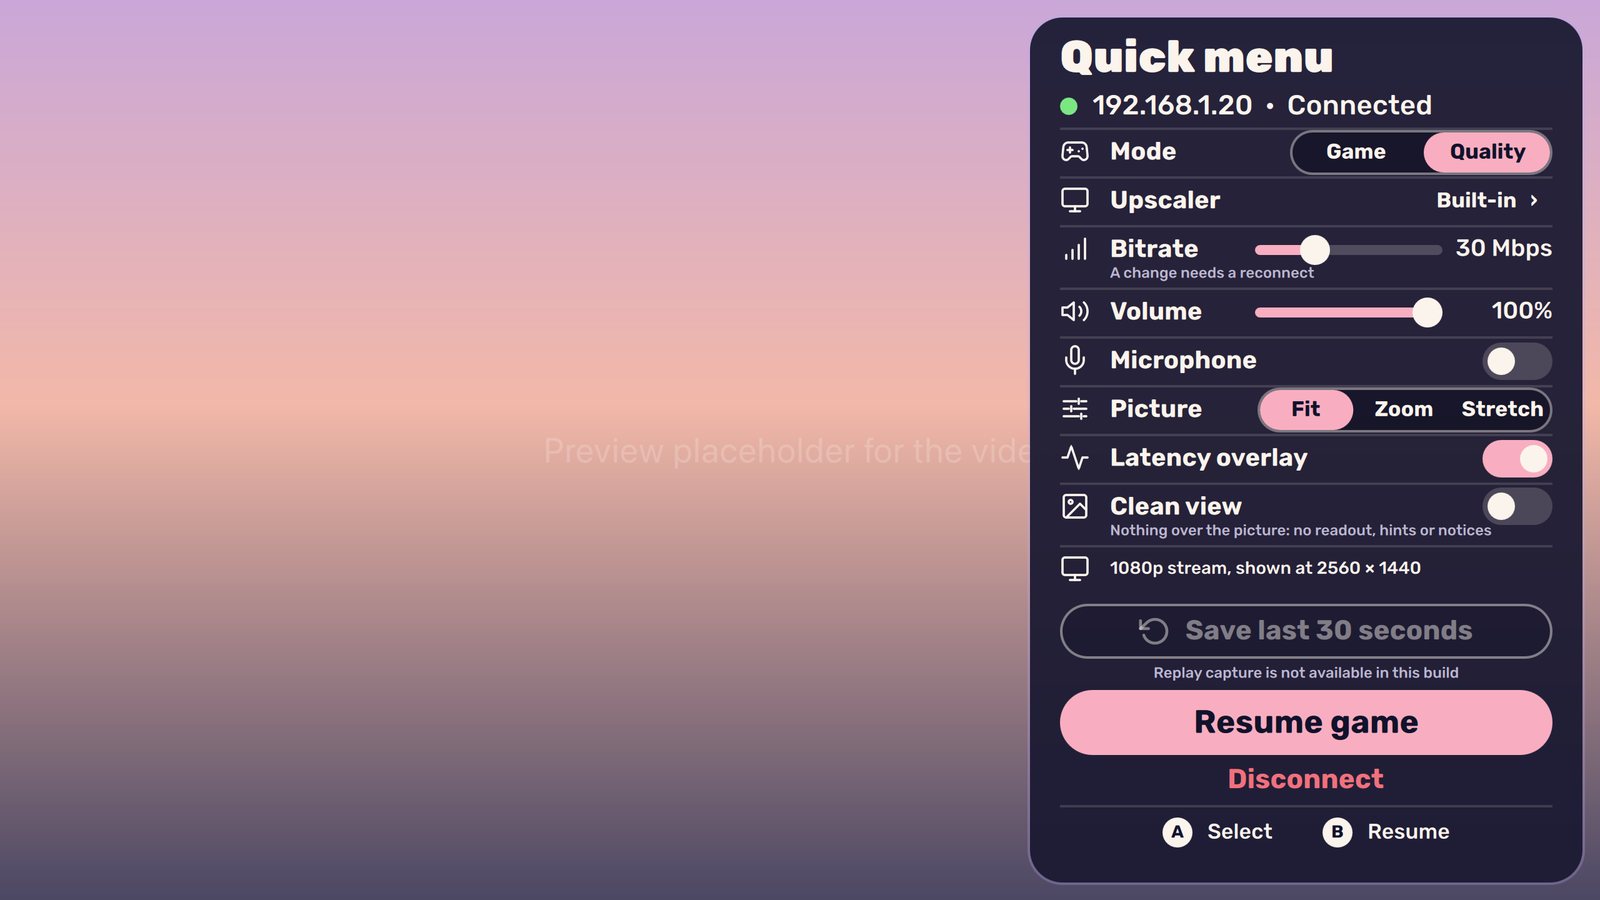 Quick menu
192.168.1.20 • Connected
Mode Game Quality
Upscaler Built-in ›
Bitrate 30 Mbps
A change needs a reconnect
Volume 100%
Microphone
Picture Fit Zoom Stretch
Preview placeholder for the vide
Latency overlay
Clean view
Nothing over the picture: no readout, hints or notices
1080p stream, shown at 2560 × 1440
Save last 30 seconds
Replay capture is not available in this build
Resume game
Disconnect
A Select B Resume